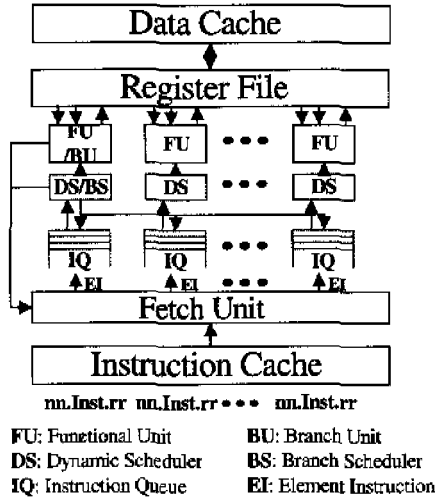 Data Cache
Register File
FU /BU FU ••• FU
DS/BS DS ••• DS
IQ IQ ••• IQ
EI EI ••• EI
Fetch Unit
Instruction Cache
nn.Inst.rr nn.Inst.rr ••• nn.Inst.rr
FU: Functional Unit BU: Branch Unit
DS: Dynamic Scheduler BS: Branch Scheduler
IQ: Instruction Queue EI: Element Instruction